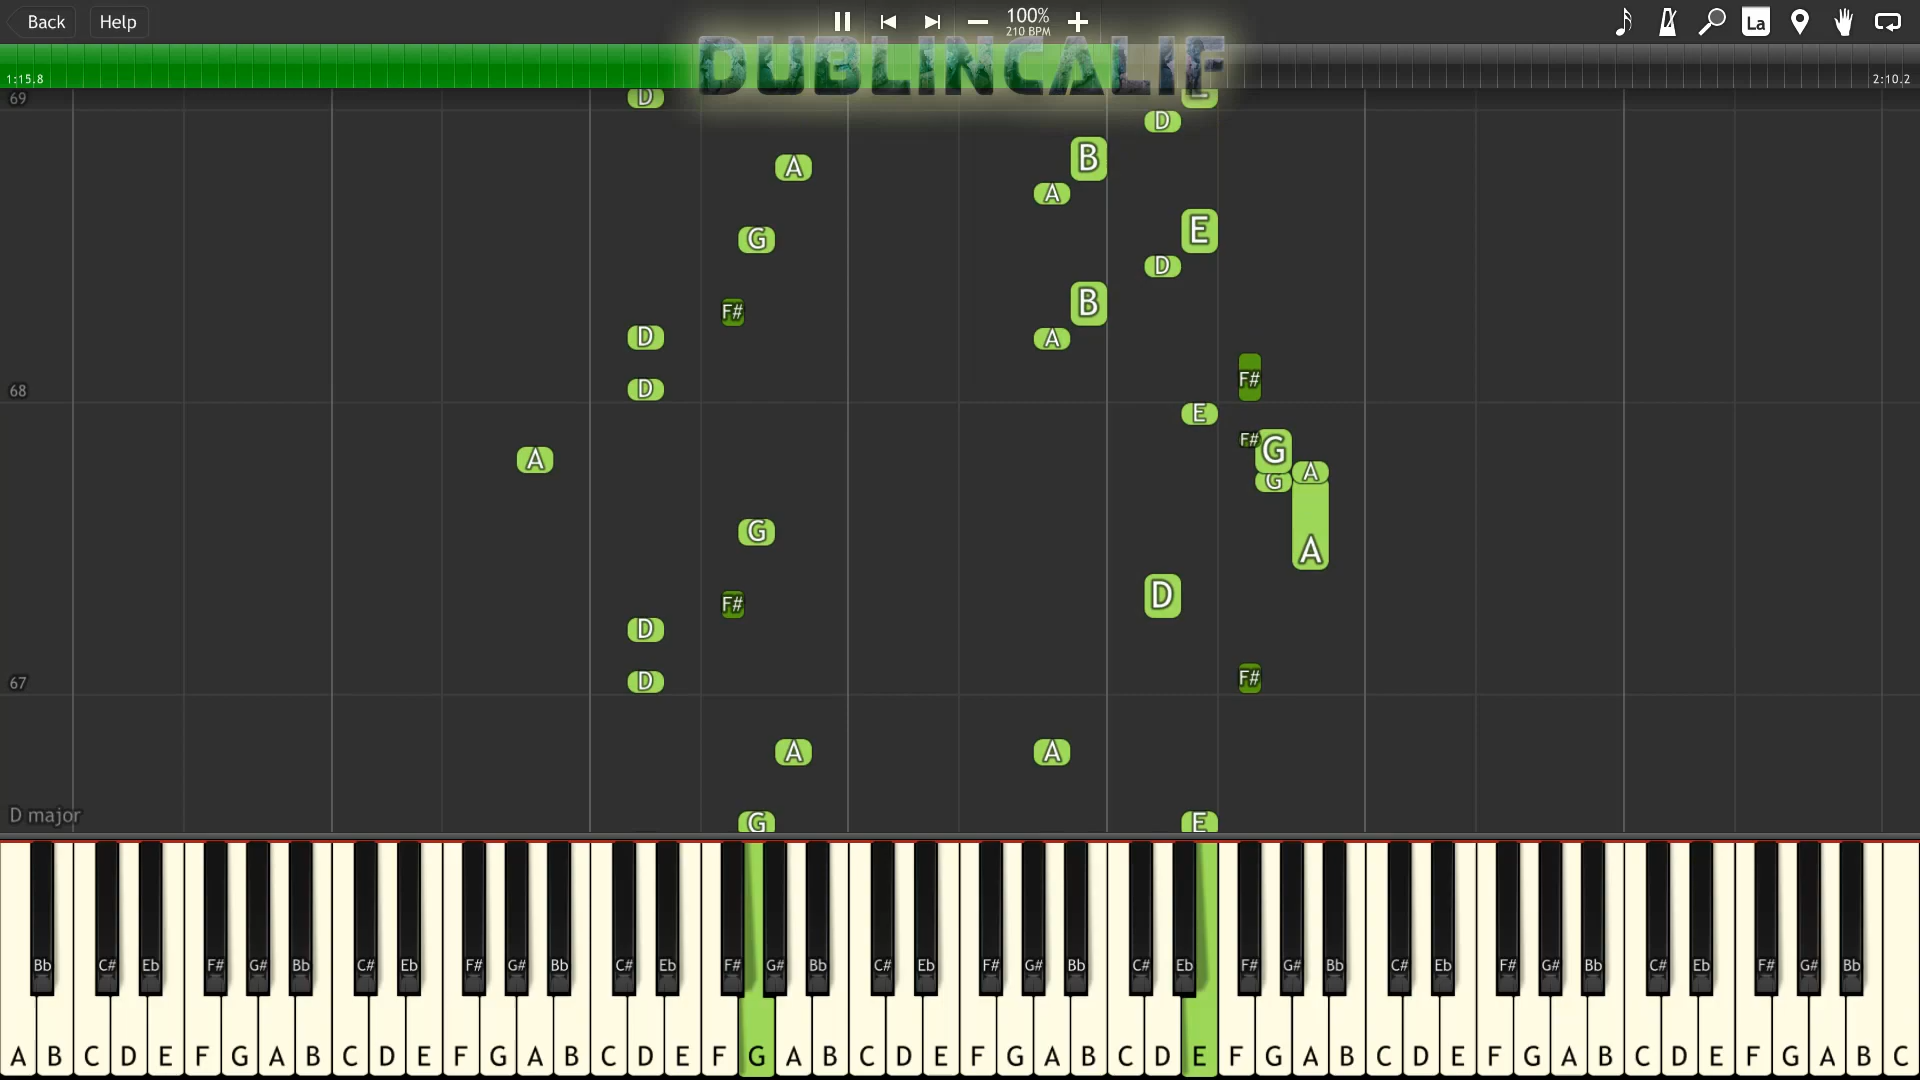 Back Help 100%
210 BPM
La
DUBLINCALIF
1:15.8 2:10.2
69 D E
D
A B
A
G E
D
F# B
D A
68 D F#
E
A F# G
A
G
G A
F# D
D
67 D F#
A A
D major G E
Bb C# Eb F# G# Bb C# Eb F# G# Bb C# Eb F# G# Bb C# Eb F# G# Bb C# Eb F# G# Bb C# Eb F# G# Bb C# Eb F# G# Bb
A B C D E F G A B C D E F G A B C D E F G A B C D E F G A B C D E F G A B C D E F G A B C D E F G A B C